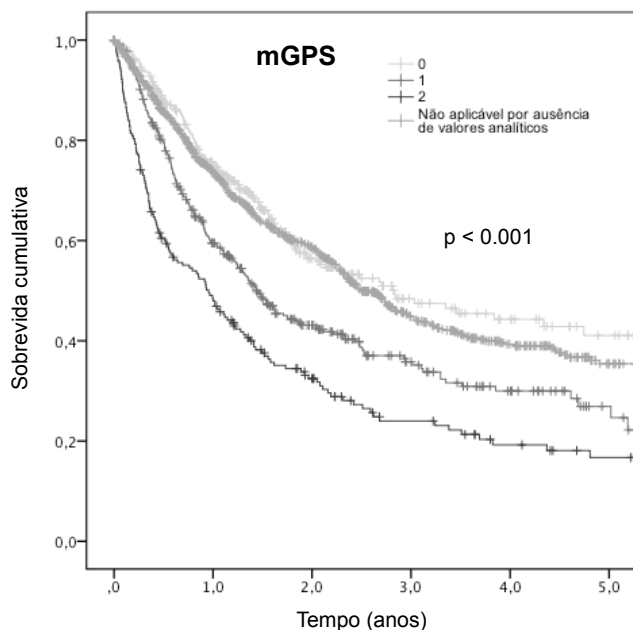 mGPS
0
1
2
Não aplicável por ausência
de valores analíticos
p < 0.001
Sobrevida cumulativa
1,0
0,8
0,6
0,4
0,2
0,0
,0 1,0 2,0 3,0 4,0 5,0
Tempo (anos)